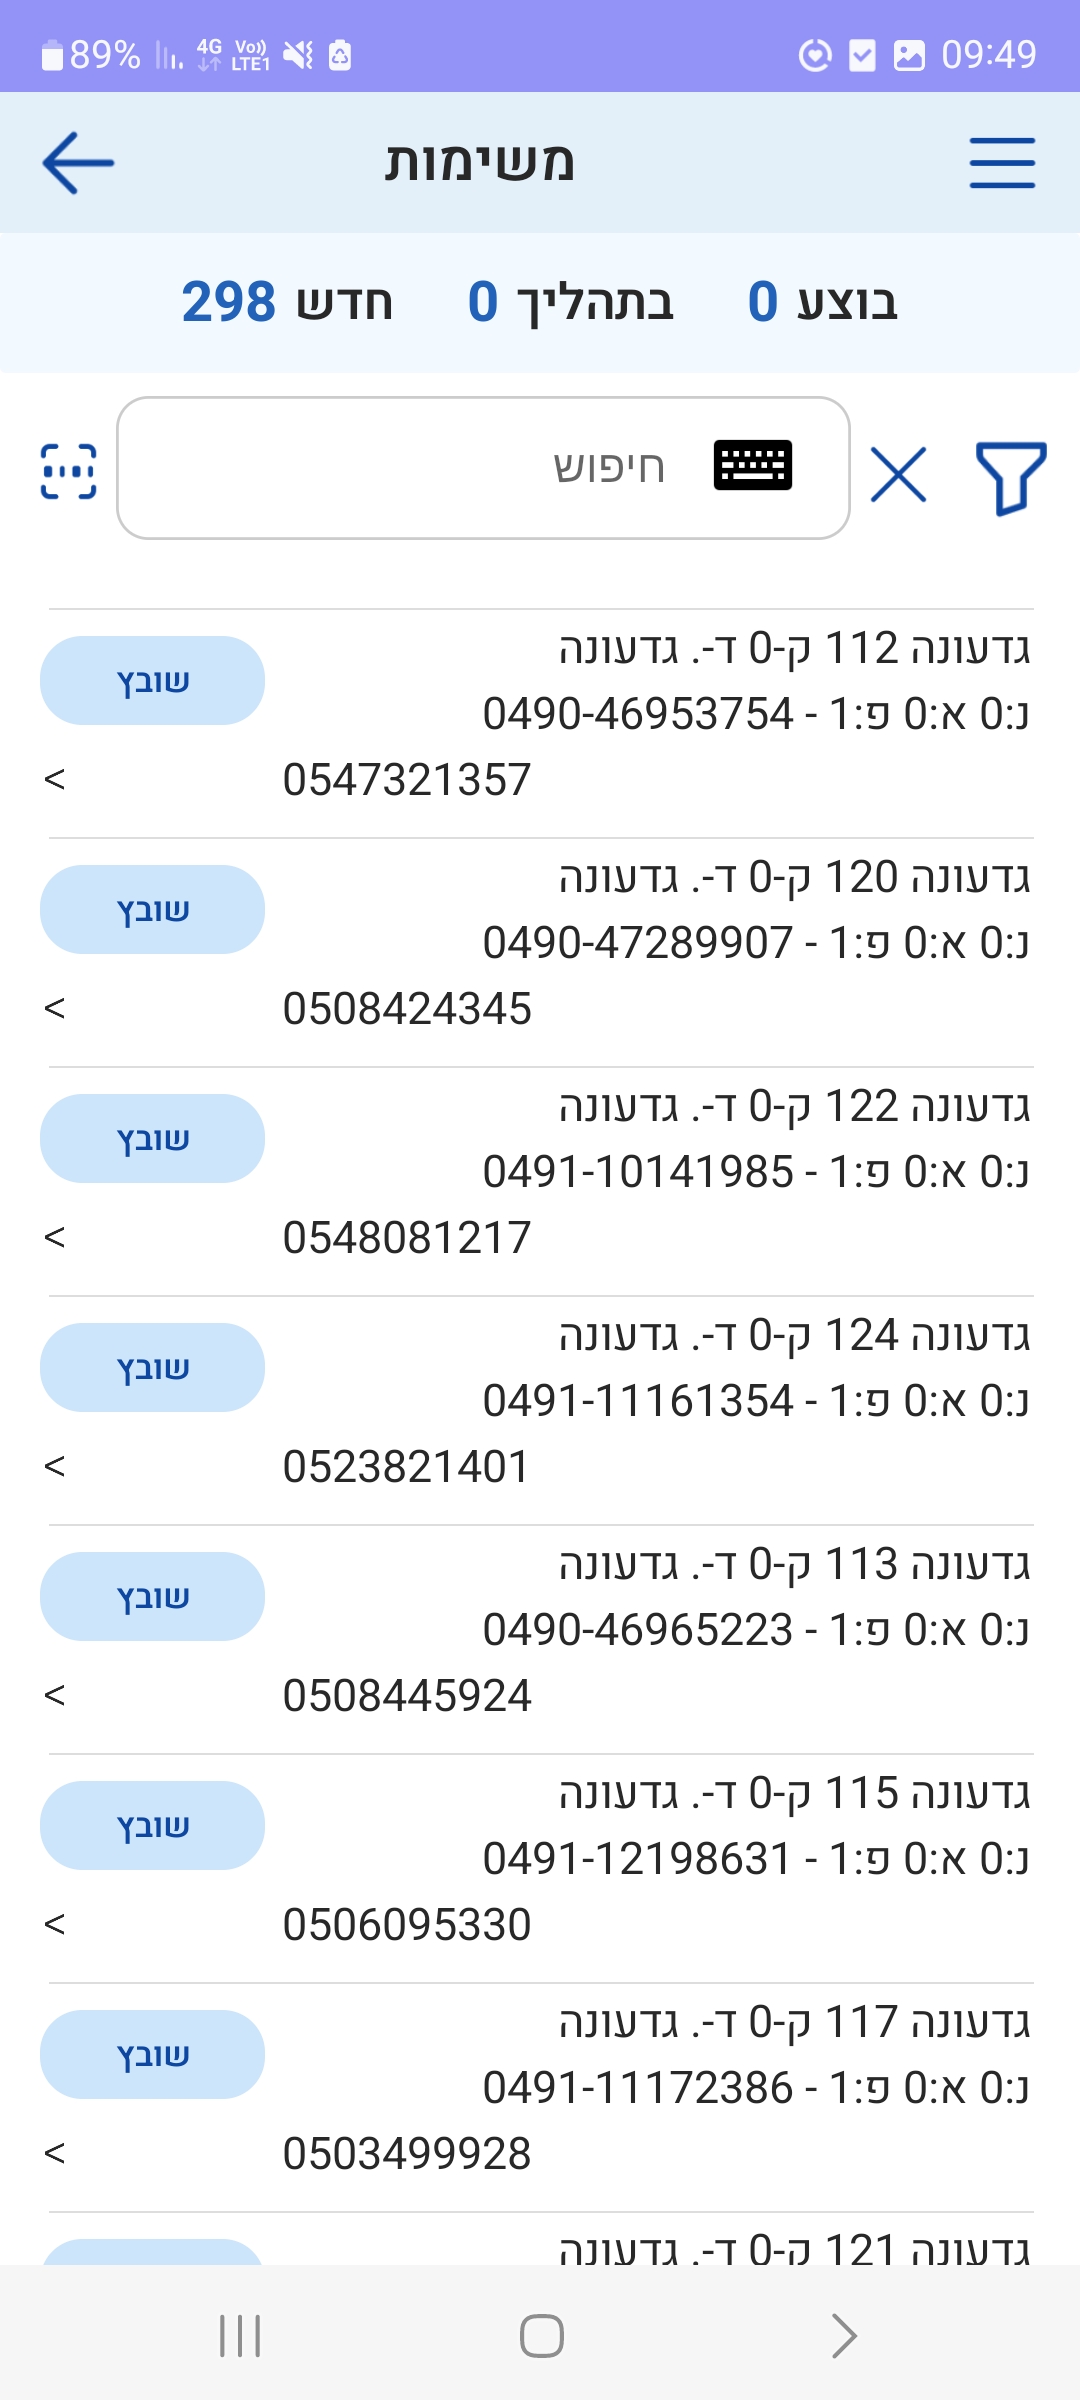 89% 4G Vo)) LTE1 09:49
משימות
בוצע 0 בתהליך 0 חדש 298
חיפוש
גדעונה 112 ק-0 ד-. גדעונה
שובץ
נ:0 א:0 פ:1 - 0490-46953754
0547321357
<
גדעונה 120 ק-0 ד-. גדעונה
שובץ
נ:0 א:0 פ:1 - 0490-47289907
0508424345
<
גדעונה 122 ק-0 ד-. גדעונה
שובץ
נ:0 א:0 פ:1 - 0491-10141985
0548081217
<
גדעונה 124 ק-0 ד-. גדעונה
שובץ
נ:0 א:0 פ:1 - 0491-11161354
0523821401
<
גדעונה 113 ק-0 ד-. גדעונה
שובץ
נ:0 א:0 פ:1 - 0490-46965223
0508445924
<
גדעונה 115 ק-0 ד-. גדעונה
שובץ
נ:0 א:0 פ:1 - 0491-12198631
0506095330
<
גדעונה 117 ק-0 ד-. גדעונה
שובץ
נ:0 א:0 פ:1 - 0491-11172386
0503499928
<
גדעונה 121 ק-0 ד-. גדעונה